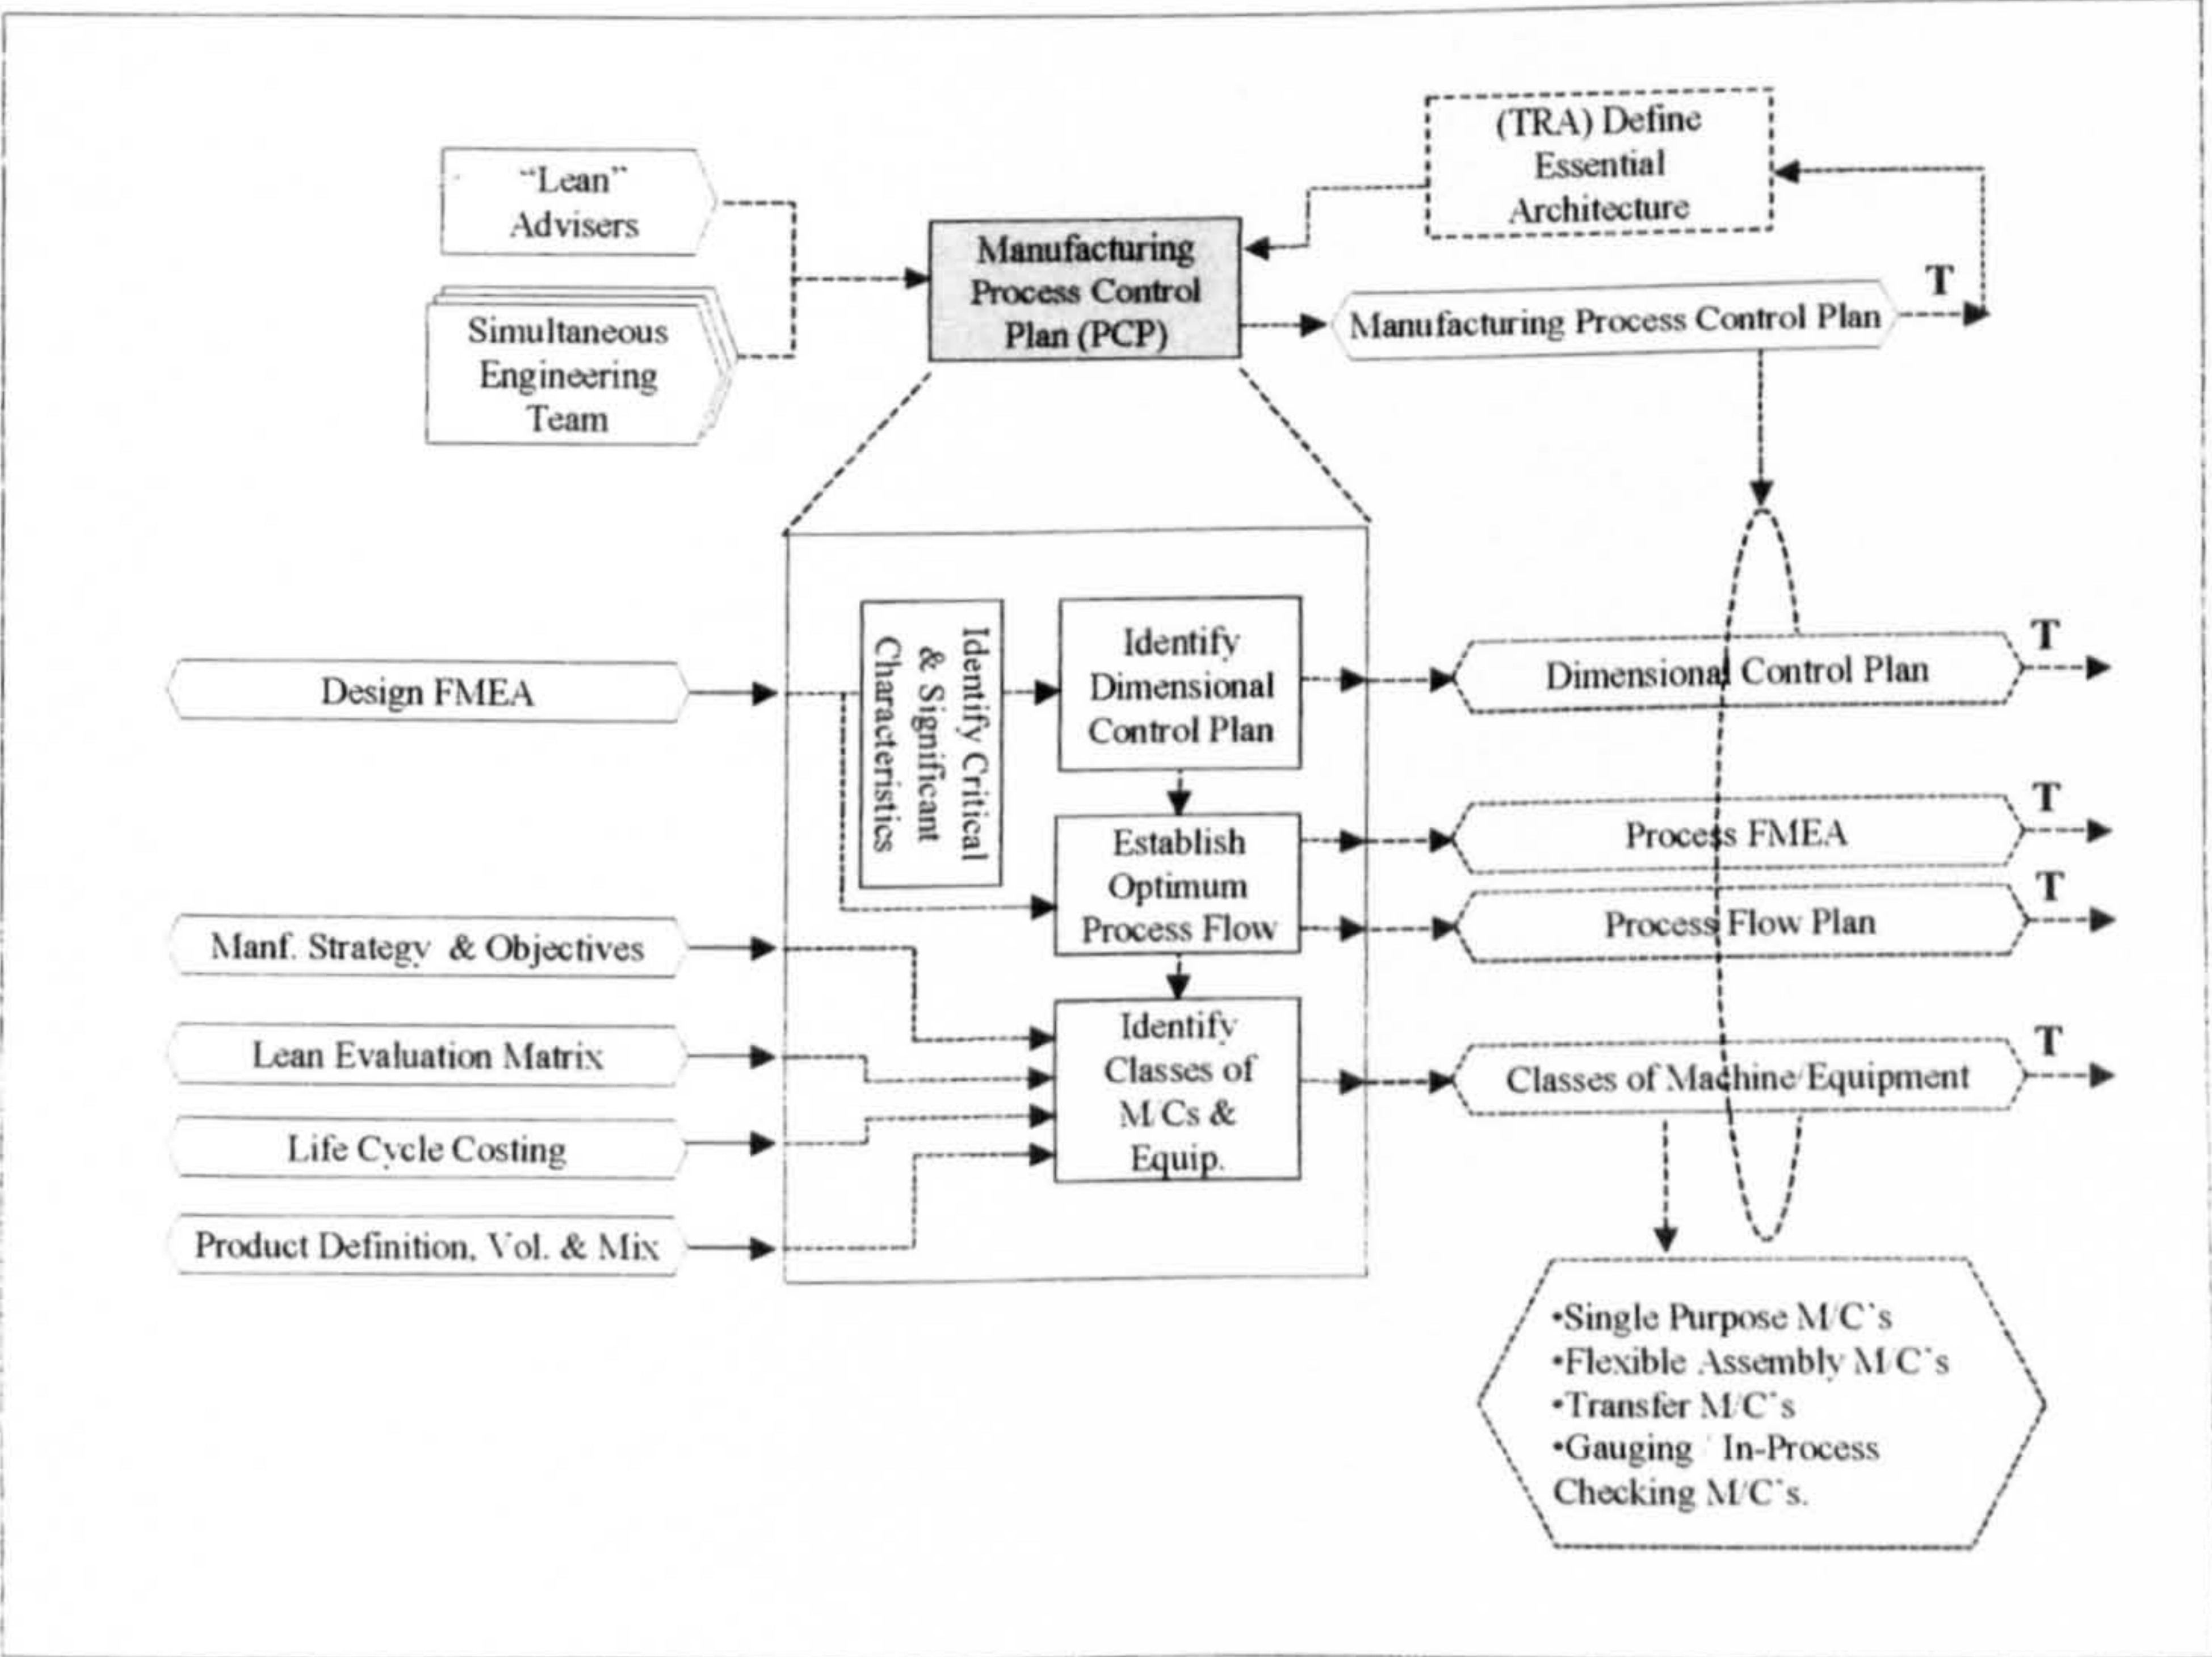 (TRA) Define
Essential
Architecture
"Lean"
Advisers
Manufacturing
Process Control
Plan (PCP)
T
Manufacturing Process Control Plan
Simultaneous
Engineering
Team
Identify Critical
& Significant
Characteristics
Identify
Dimensional
Control Plan
Design FMEA
Dimensional Control Plan
T
Establish
Optimum
Process Flow
Process FMEA
T
Process Flow Plan
T
Manf. Strategy & Objectives
Lean Evaluation Matrix
Life Cycle Costing
Product Definition, Vol. & Mix
Identify
Classes of
M/Cs &
Equip.
Classes of Machine/Equipment
T
•Single Purpose M/C's
•Flexible Assembly M/C's
•Transfer M/C's
•Gauging / In-Process
Checking M/C's.